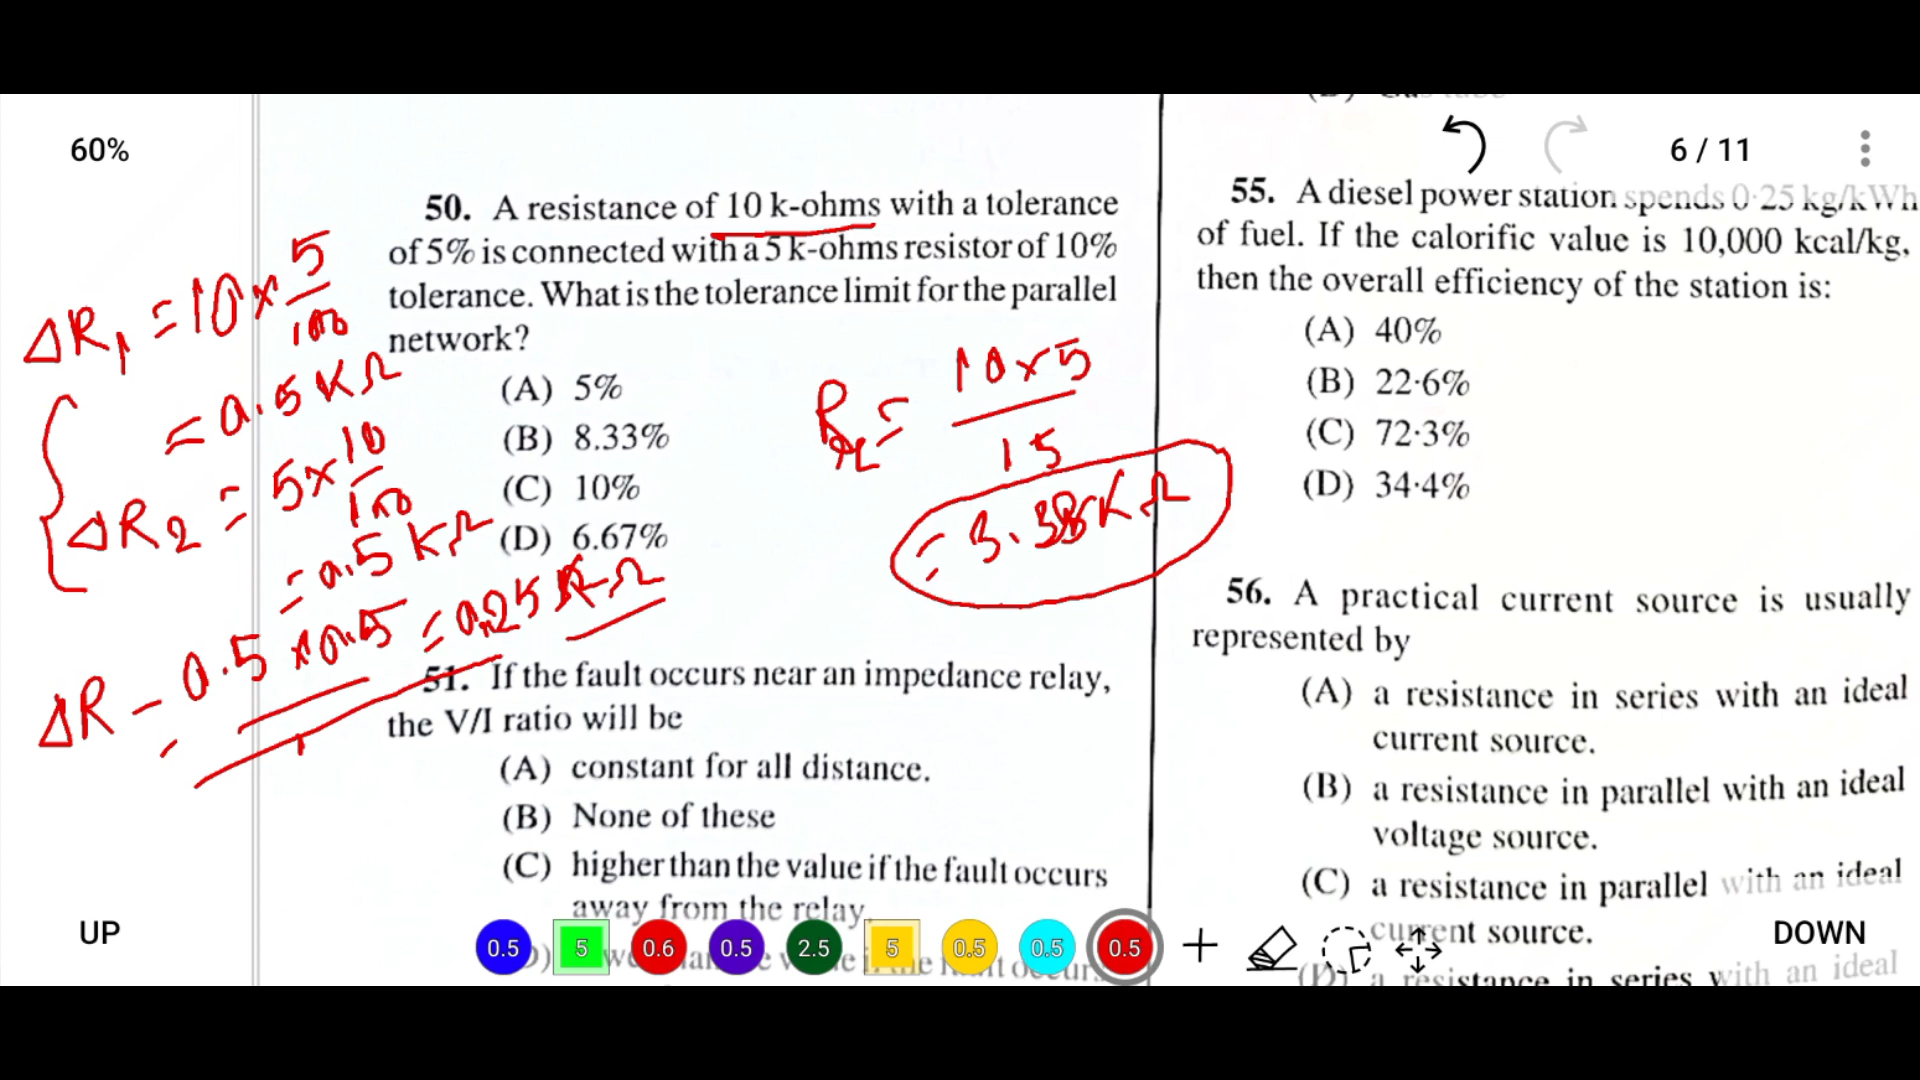 60%
6 / 11
50. A resistance of 10 k-ohms with a tolerance
of 5% is connected with a 5 k-ohms resistor of 10%
tolerance. What is the tolerance limit for the parallel
network?
(A) 5%
(B) 8.33%
(C) 10%
(D) 6.67%
ΔR1 = 10 × 5/100
= 0.5 KΩ
ΔR2 = 5 × 10/100
= 0.5 KΩ
ΔR = 0.5 × 0.5 = 0.25 KΩ
10 × 5
15
51. If the fault occurs near an impedance relay,
the V/I ratio will be
(A) constant for all distance.
(B) None of these
(C) higher than the value if the fault occurs
away from the relay.
55. A diesel power station spends 0·25 kg/kWh
of fuel. If the calorific value is 10,000 kcal/kg,
then the overall efficiency of the station is:
(A) 40%
(B) 22·6%
(C) 72·3%
(D) 34·4%
56. A practical current source is usually
represented by
(A) a resistance in series with an ideal
current source.
(B) a resistance in parallel with an ideal
voltage source.
(C) a resistance in parallel with an ideal
current source.
(D) a resistance in series with an ideal
UP
0.5 5 0.6 0.5 2.5 5 0.5 0.5 0.5
DOWN